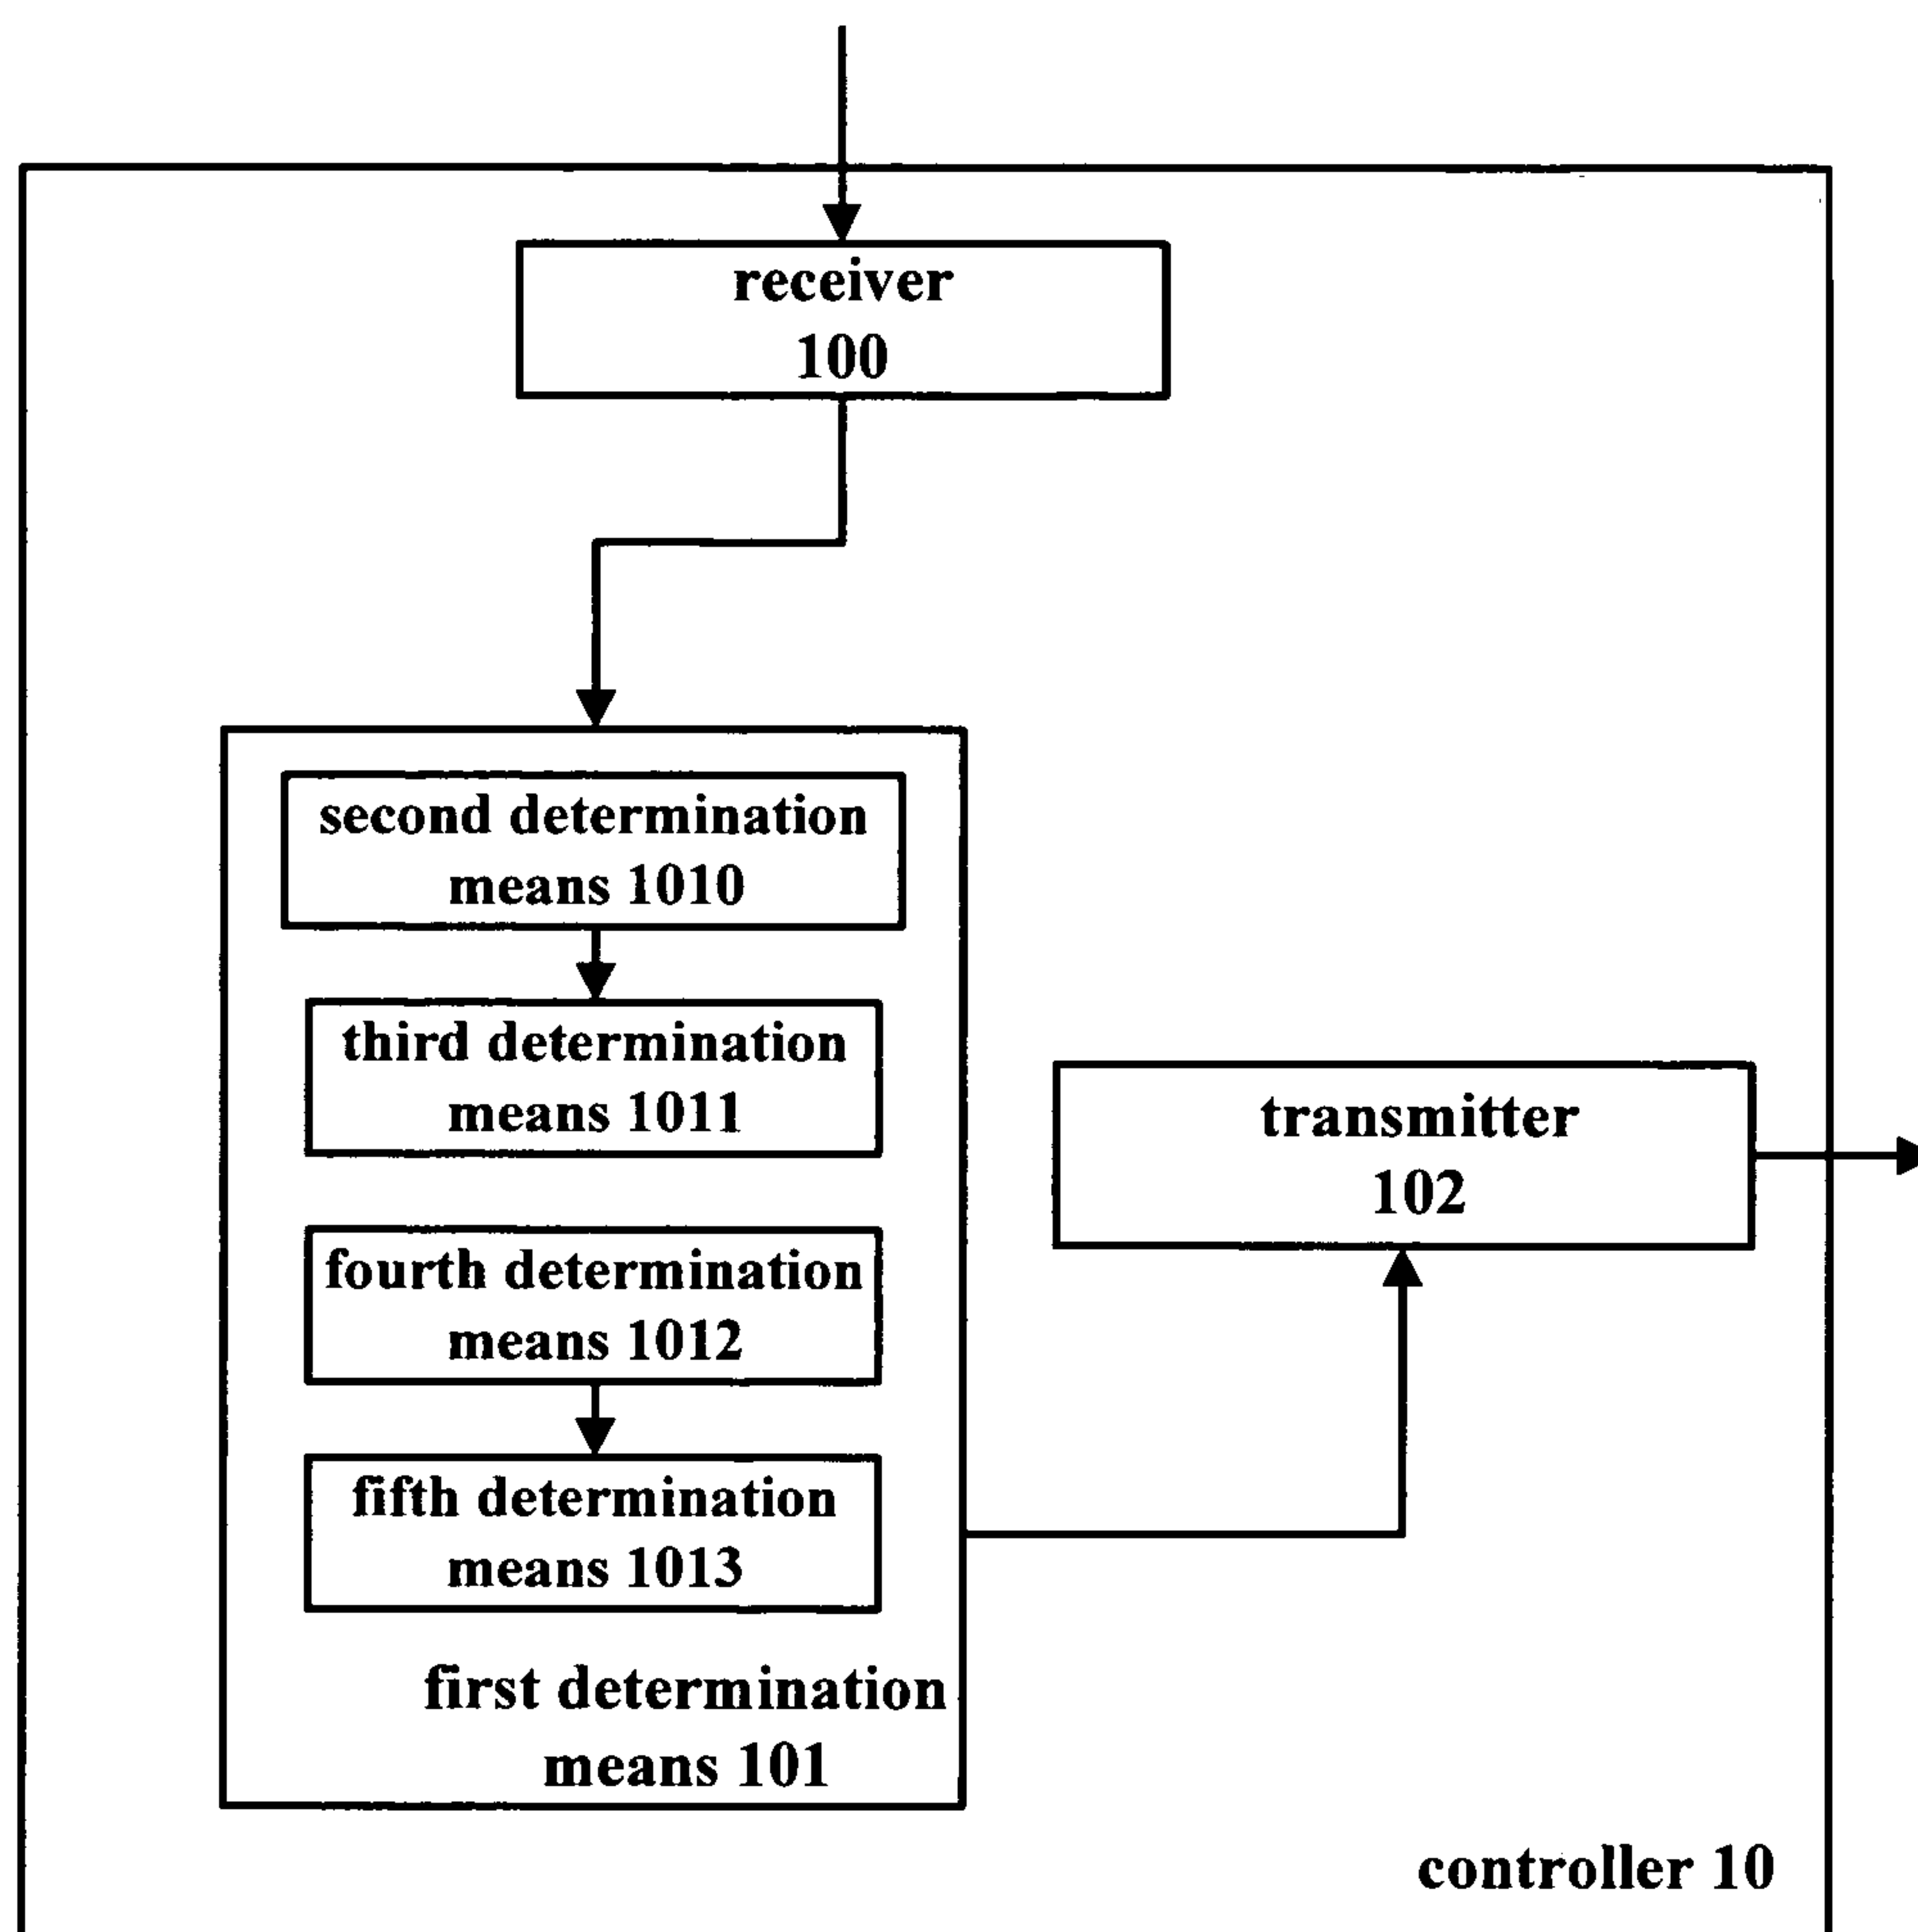 receiver
100
second determination
means 1010
third determination
means 1011
transmitter
102
fourth determination
means 1012
fifth determination
means 1013
first determination
means 101
controller 10